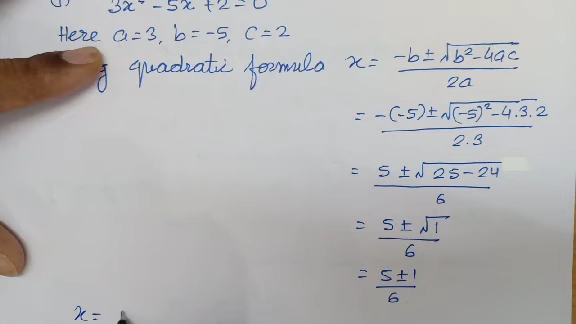 3x² - 5x + 2 = 0
Here a = 3, b = -5, c = 2
quadratic formula x = (-b ± √(b² - 4ac)) / 2a
= (-(-5) ± √((-5)² - 4.3.2)) / 2.3
= (5 ± √(25 - 24)) / 6
= (5 ± √1) / 6
= (5 ± 1) / 6
x =